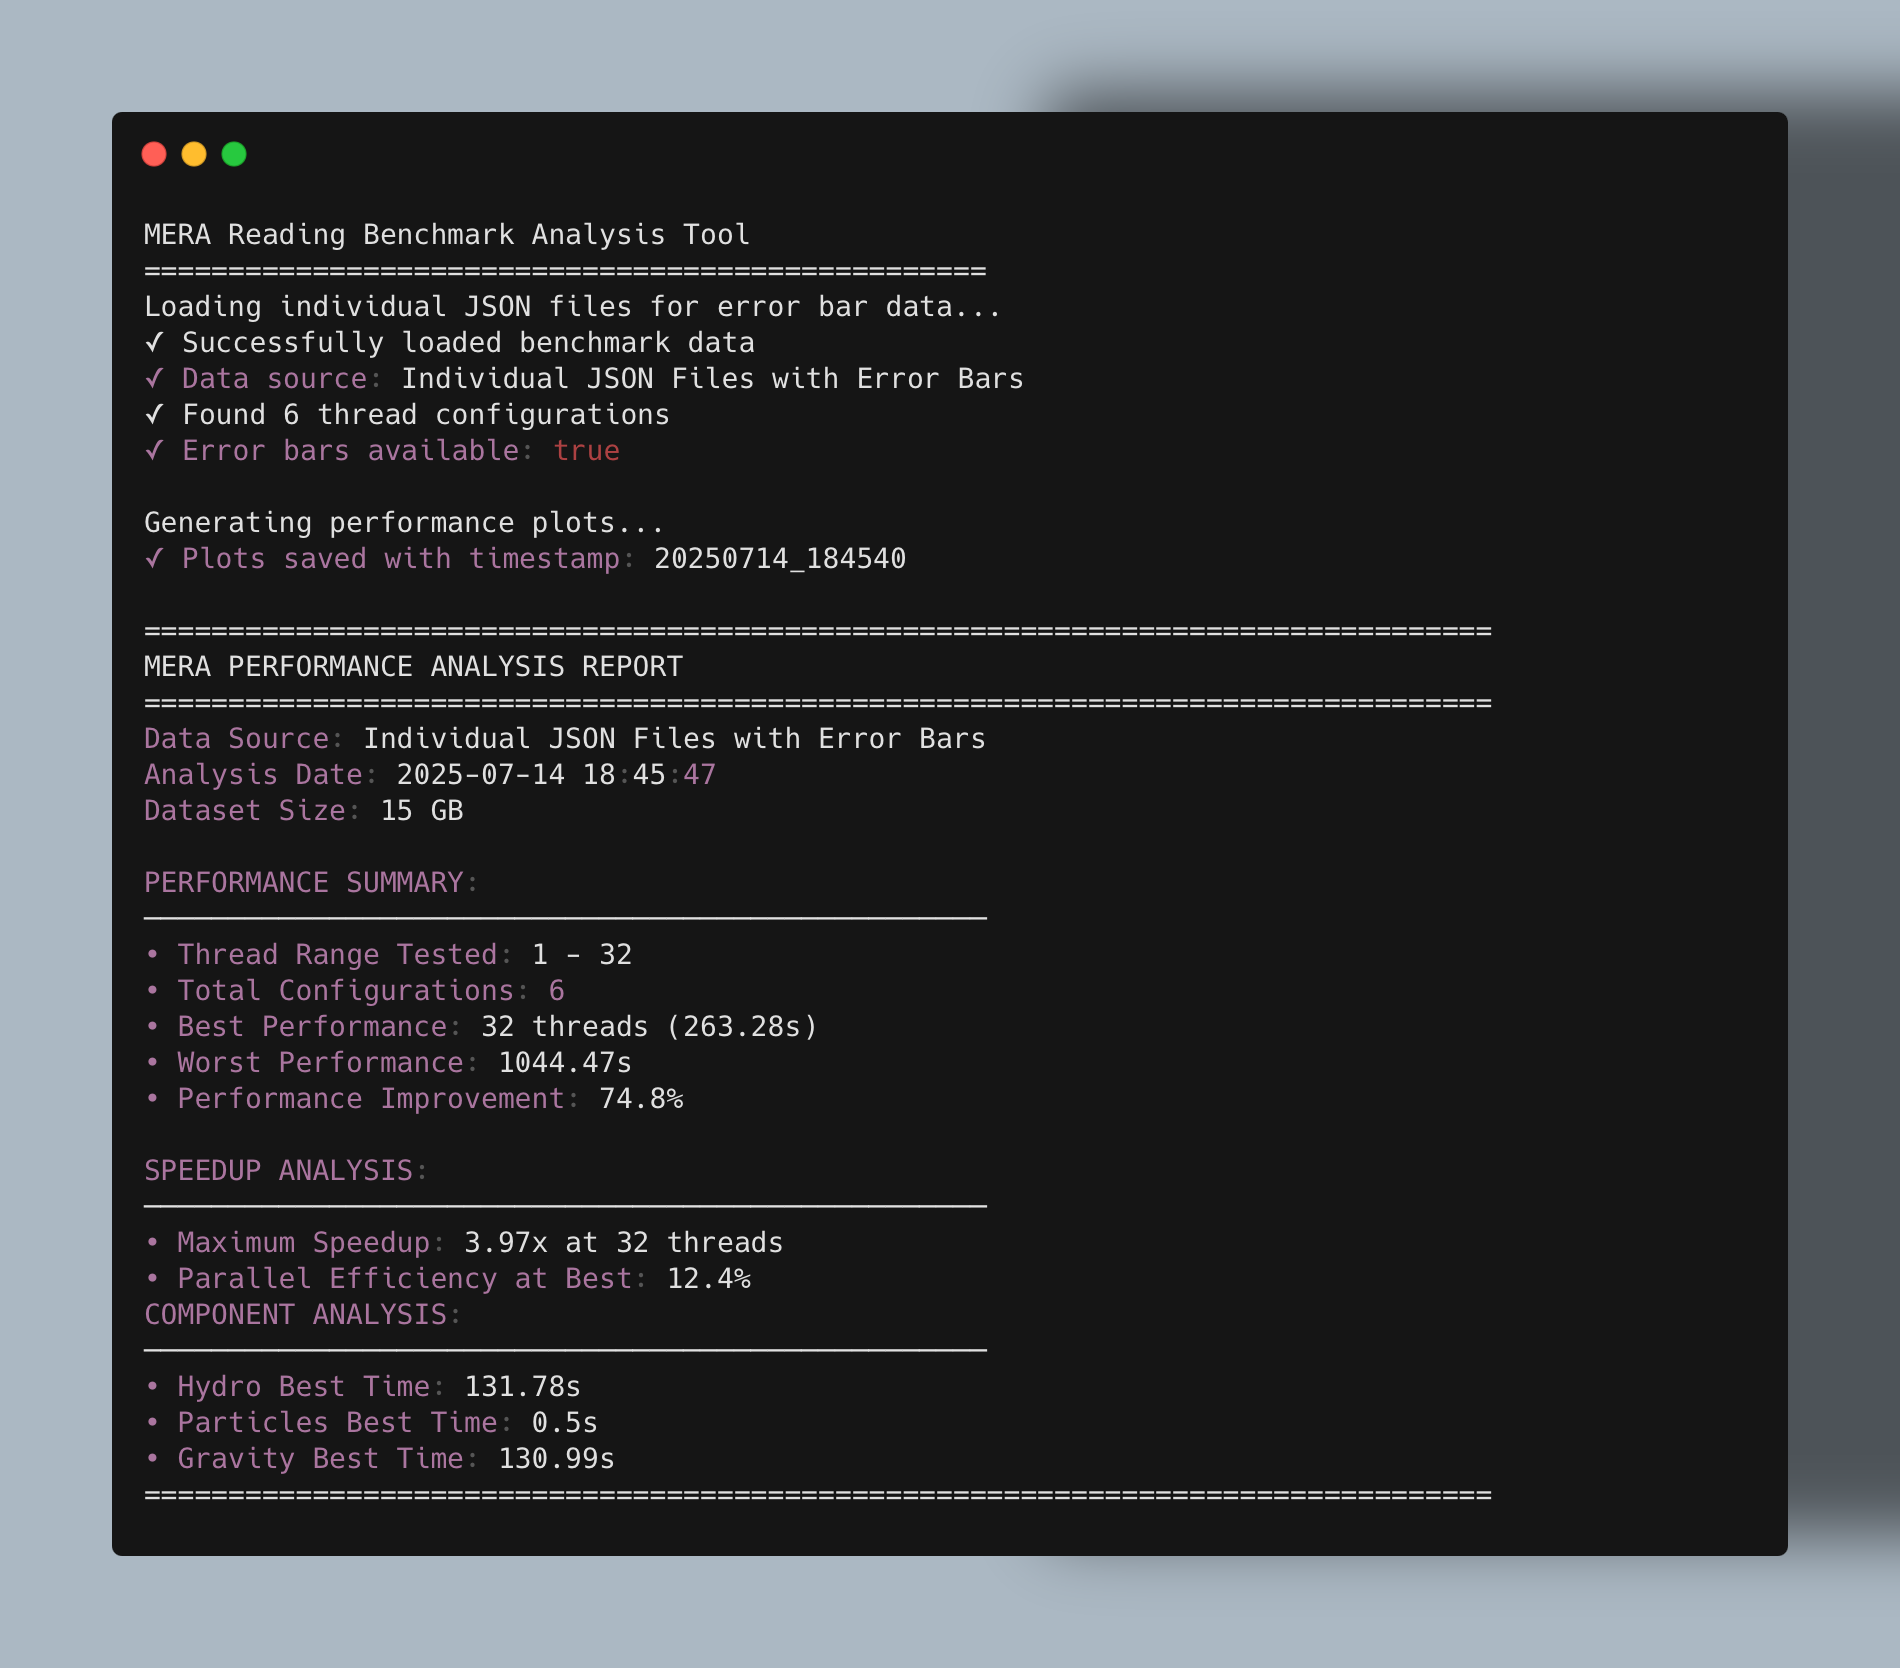 MERA Reading Benchmark Analysis Tool
==================================================
Loading individual JSON files for error bar data...
✓ Successfully loaded benchmark data
✓ Data source: Individual JSON Files with Error Bars
✓ Found 6 thread configurations
✓ Error bars available: true
Generating performance plots...
✓ Plots saved with timestamp: 20250714_184540
================================================================================
MERA PERFORMANCE ANALYSIS REPORT
================================================================================
Data Source: Individual JSON Files with Error Bars
Analysis Date: 2025-07-14 18:45:47
Dataset Size: 15 GB
PERFORMANCE SUMMARY:
──────────────────────────────────────────────────
• Thread Range Tested: 1 - 32
• Total Configurations: 6
• Best Performance: 32 threads (263.28s)
• Worst Performance: 1044.47s
• Performance Improvement: 74.8%
SPEEDUP ANALYSIS:
──────────────────────────────────────────────────
• Maximum Speedup: 3.97x at 32 threads
• Parallel Efficiency at Best: 12.4%
COMPONENT ANALYSIS:
──────────────────────────────────────────────────
• Hydro Best Time: 131.78s
• Particles Best Time: 0.5s
• Gravity Best Time: 130.99s
================================================================================